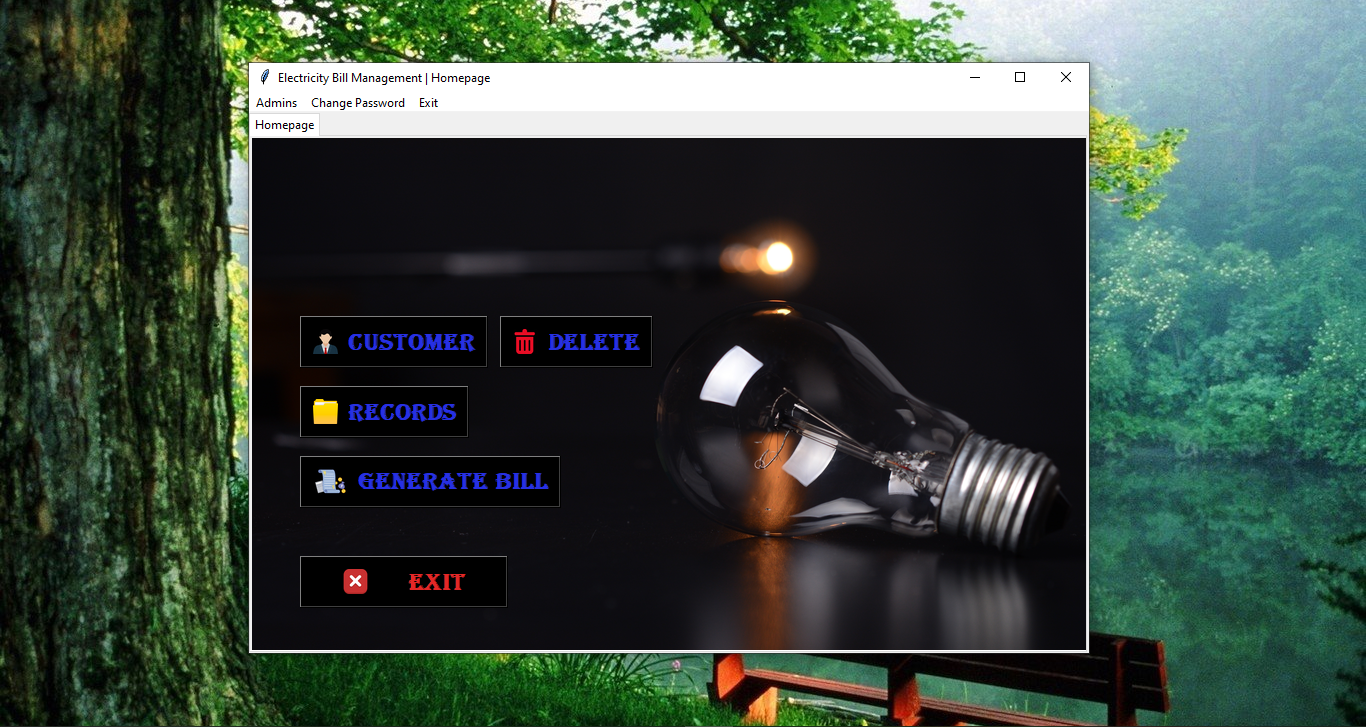 Electricity Bill Management | Homepage
Admins Change Password Exit
Homepage
CUSTOMER DELETE
RECORDS
GENERATE BILL
EXIT